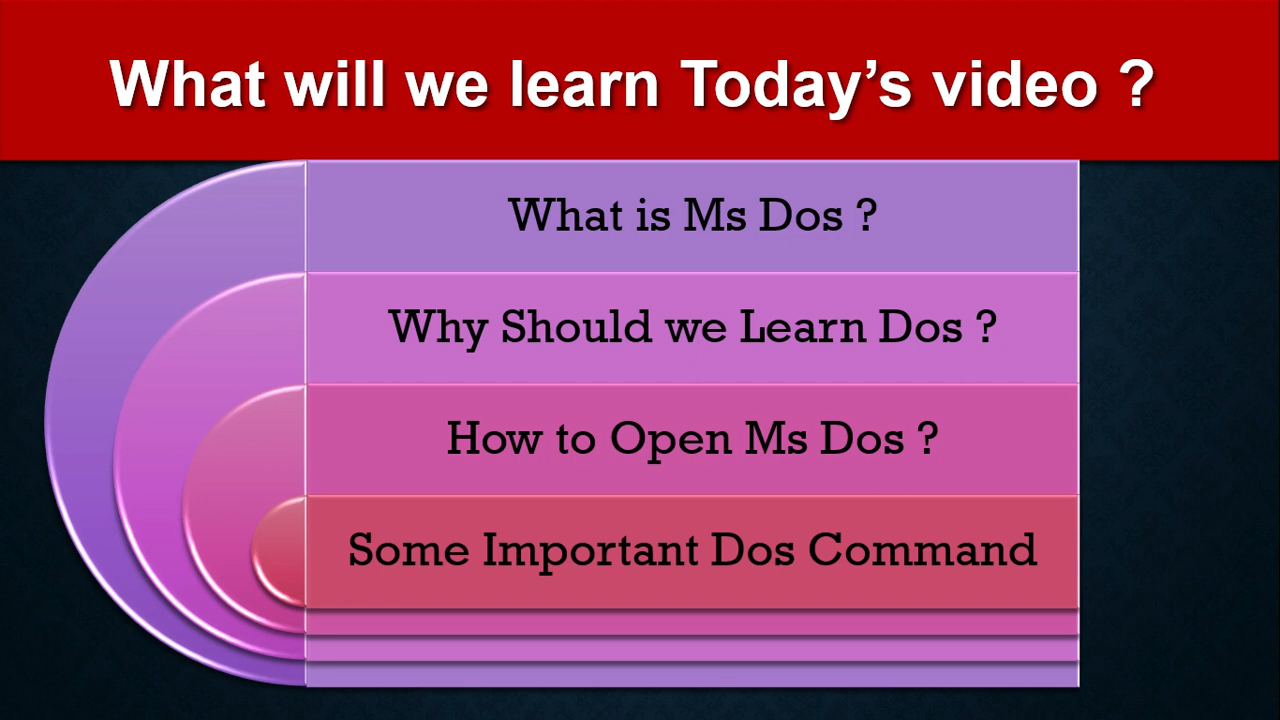 What will we learn Today’s video ?
What is Ms Dos ?
Why Should we Learn Dos ?
How to Open Ms Dos ?
Some Important Dos Command